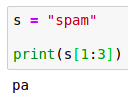 s = "spam"
print(s[1:3])
pa